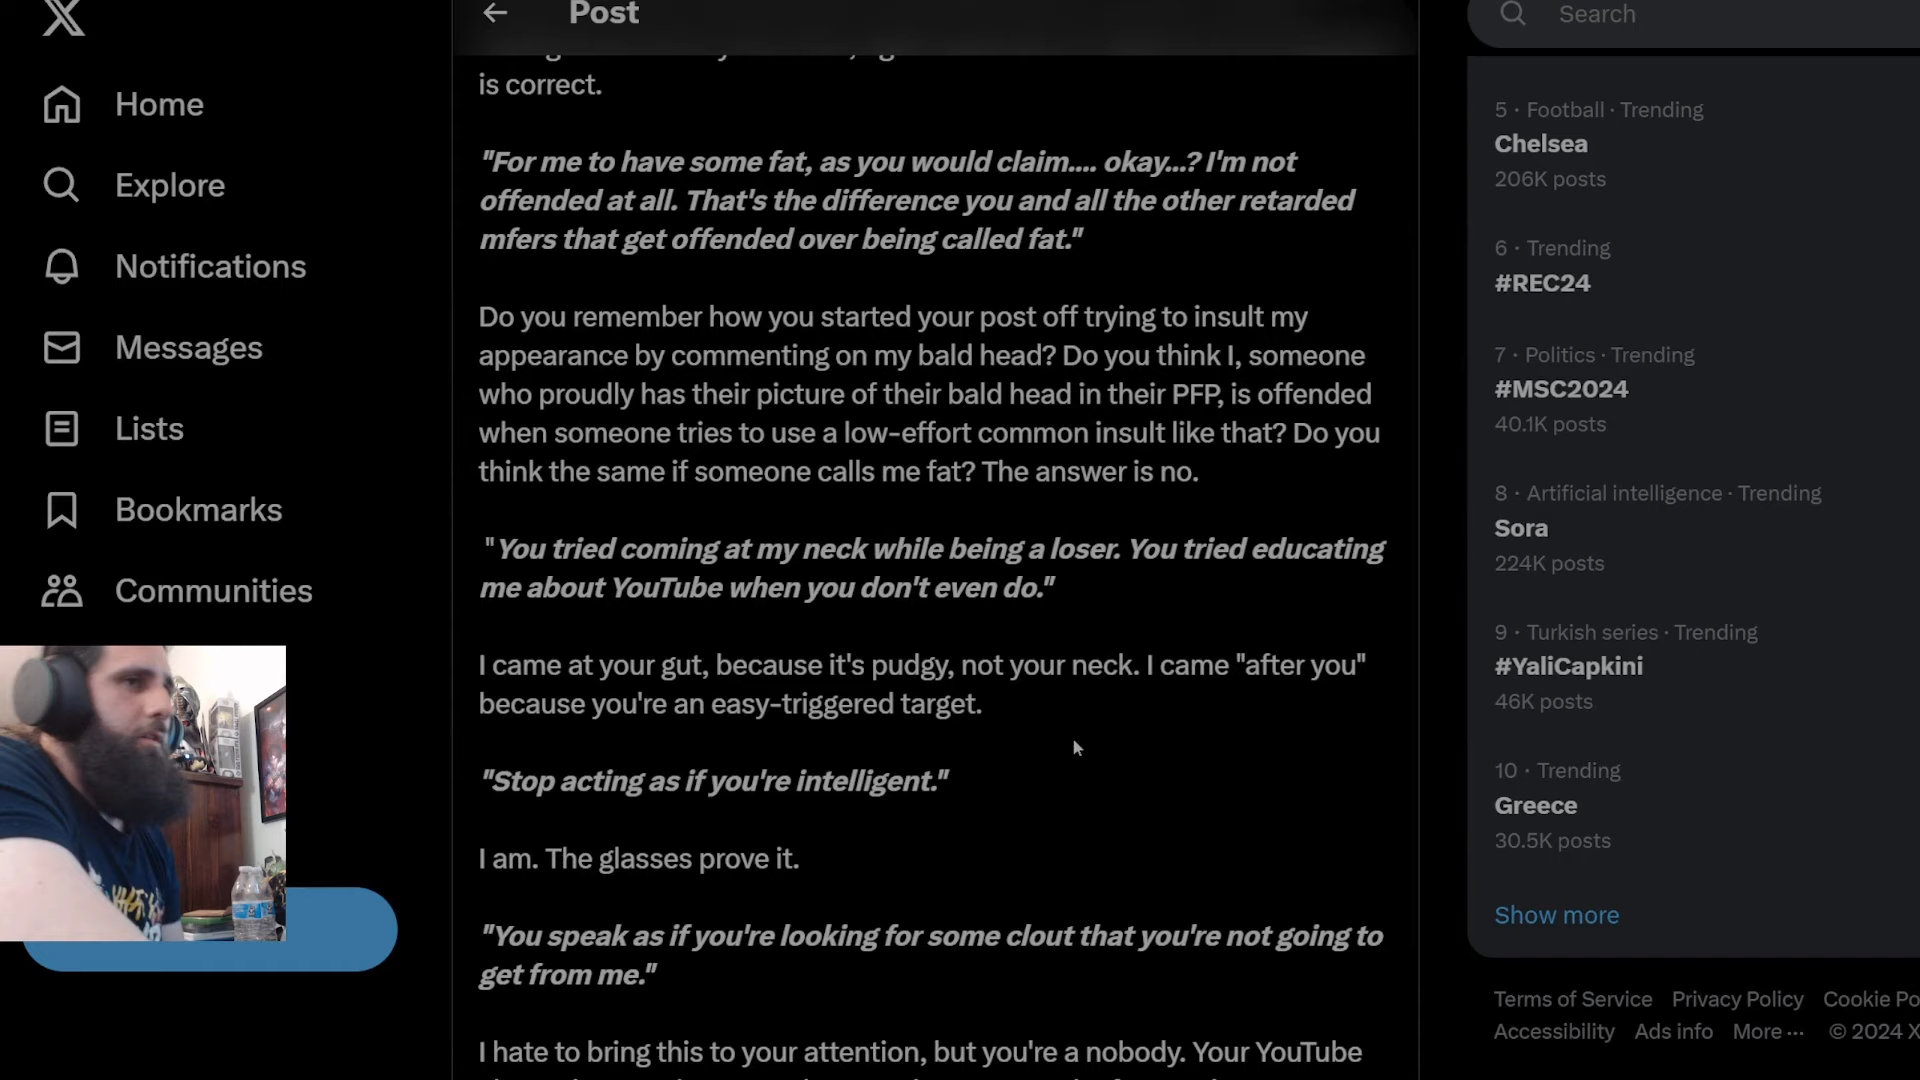 Post
is correct.
"For me to have some fat, as you would claim.... okay...? I'm not
offended at all. That's the difference you and all the other retarded
mfers that get offended over being called fat."
Do you remember how you started your post off trying to insult my
appearance by commenting on my bald head? Do you think I, someone
who proudly has their picture of their bald head in their PFP, is offended
when someone tries to use a low-effort common insult like that? Do you
think the same if someone calls me fat? The answer is no.
"You tried coming at my neck while being a loser. You tried educating
me about YouTube when you don't even do."
I came at your gut, because it's pudgy, not your neck. I came "after you"
because you're an easy-triggered target.
"Stop acting as if you're intelligent."
I am. The glasses prove it.
"You speak as if you're looking for some clout that you're not going to
get from me."
I hate to bring this to your attention, but you're a nobody. Your YouTube
Home
Explore
Notifications
Messages
Lists
Bookmarks
Communities
Search
5 · Football · Trending
Chelsea
206K posts
6 · Trending
#REC24
7 · Politics · Trending
#MSC2024
40.1K posts
8 · Artificial intelligence · Trending
Sora
224K posts
9 · Turkish series · Trending
#YaliCapkini
46K posts
10 · Trending
Greece
30.5K posts
Show more
Terms of Service Privacy Policy Cookie Po
Accessibility Ads info More ··· © 2024 X